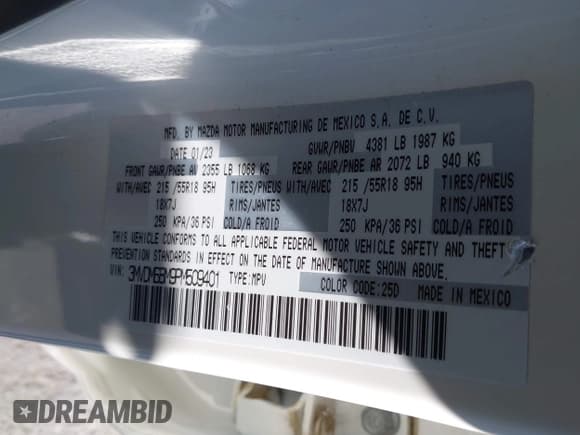 MFD. BY MAZDA MOTOR MANUFACTURING DE MEXICO S.A. DE C.V.
DATE 01/23 GVWR/PNBV 4381 LB 1987 KG
FRONT GAWR/PNBE AV 2355 LB 1068 KG REAR GAWR/PNBE AR 2072 LB 940 KG
WITH/AVEC 215 /55R18 95H TIRES/PNEUS WITH/AVEC 215 /55R18 95H TIRES/PNEUS
18X7J RIMS/JANTES 18X7J RIMS/JANTES
250 KPA/36 PSI COLD/A FROID 250 KPA/36 PSI COLD/A FROID
THIS VEHICLE CONFORMS TO ALL APPLICABLE FEDERAL MOTOR VEHICLE SAFETY AND THEFT
PREVENTION STANDARDS IN EFFECT ON THE DATE OF MANUFACTURE SHOWN ABOVE.
VIN: TYPE:MPV COLOR CODE:25D MADE IN MEXICO
DREAMBID